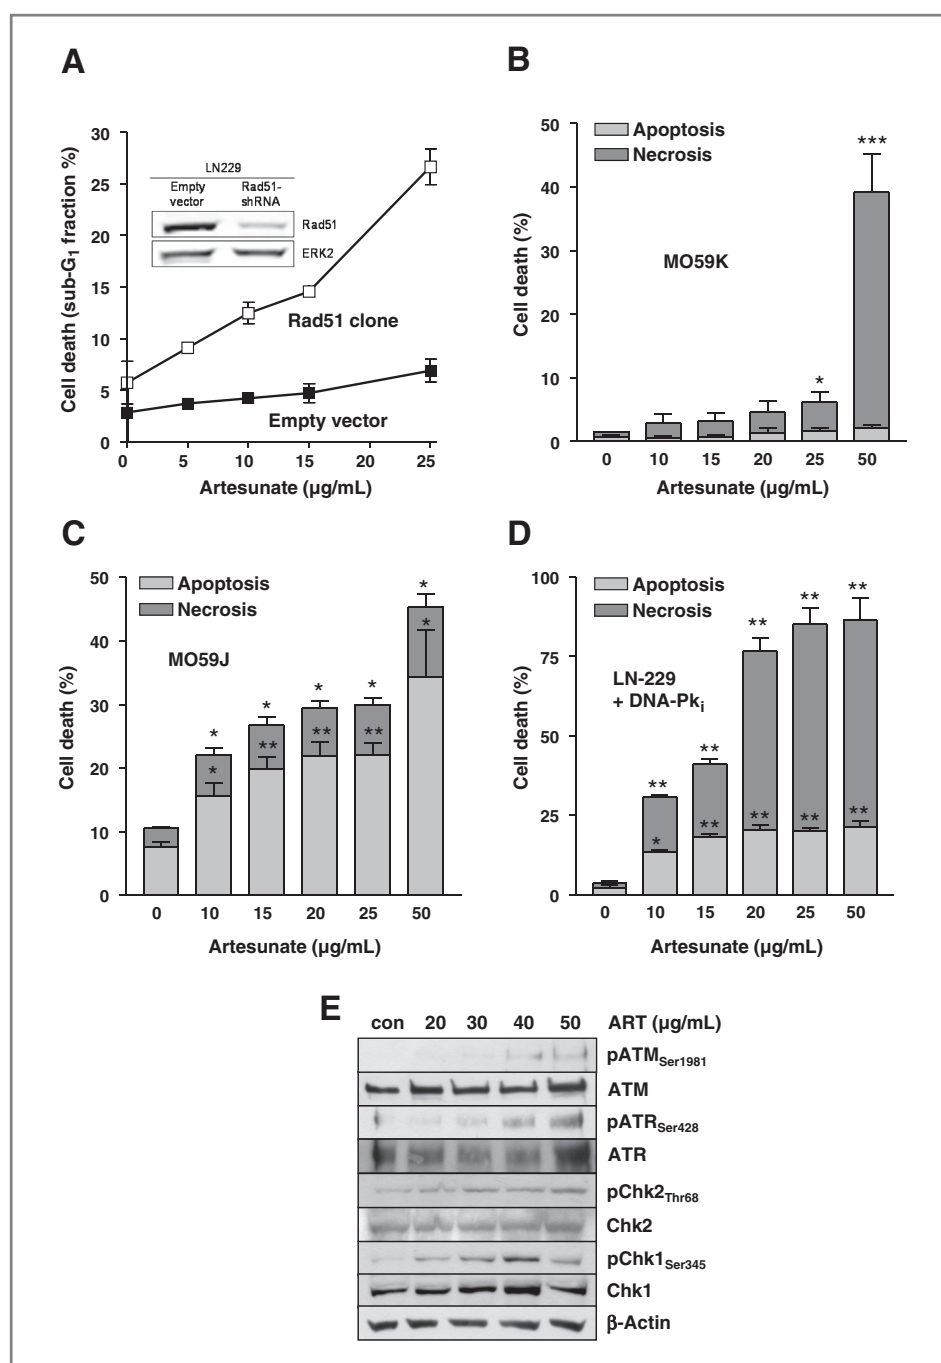 A
30
25
20
15
10
5
0
Cell death (sub-G1 fraction %)
LN229
Empty vector
Rad51-shRNA
Rad51
ERK2
Rad51 clone
Empty vector
0 5 10 15 20 25
Artesunate (µg/mL)
B
50
40
30
20
10
0
Cell death (%)
Apoptosis
Necrosis
***
MO59K
*
0 10 15 20 25 50
Artesunate (µg/mL)
C
50
40
30
20
10
0
Cell death (%)
Apoptosis
Necrosis
MO59J
* * * * *
* ** ** ** *
0 10 15 20 25 50
Artesunate (µg/mL)
D
100
75
50
25
0
Cell death (%)
Apoptosis
Necrosis
LN-229
+ DNA-Pki
** ** ** ** **
* ** ** ** **
0 10 15 20 25 50
Artesunate (µg/mL)
E
con 20 30 40 50 ART (µg/mL)
pATMSer1981
ATM
pATRSer428
ATR
pChk2Thr68
Chk2
pChk1Ser345
Chk1
β-Actin